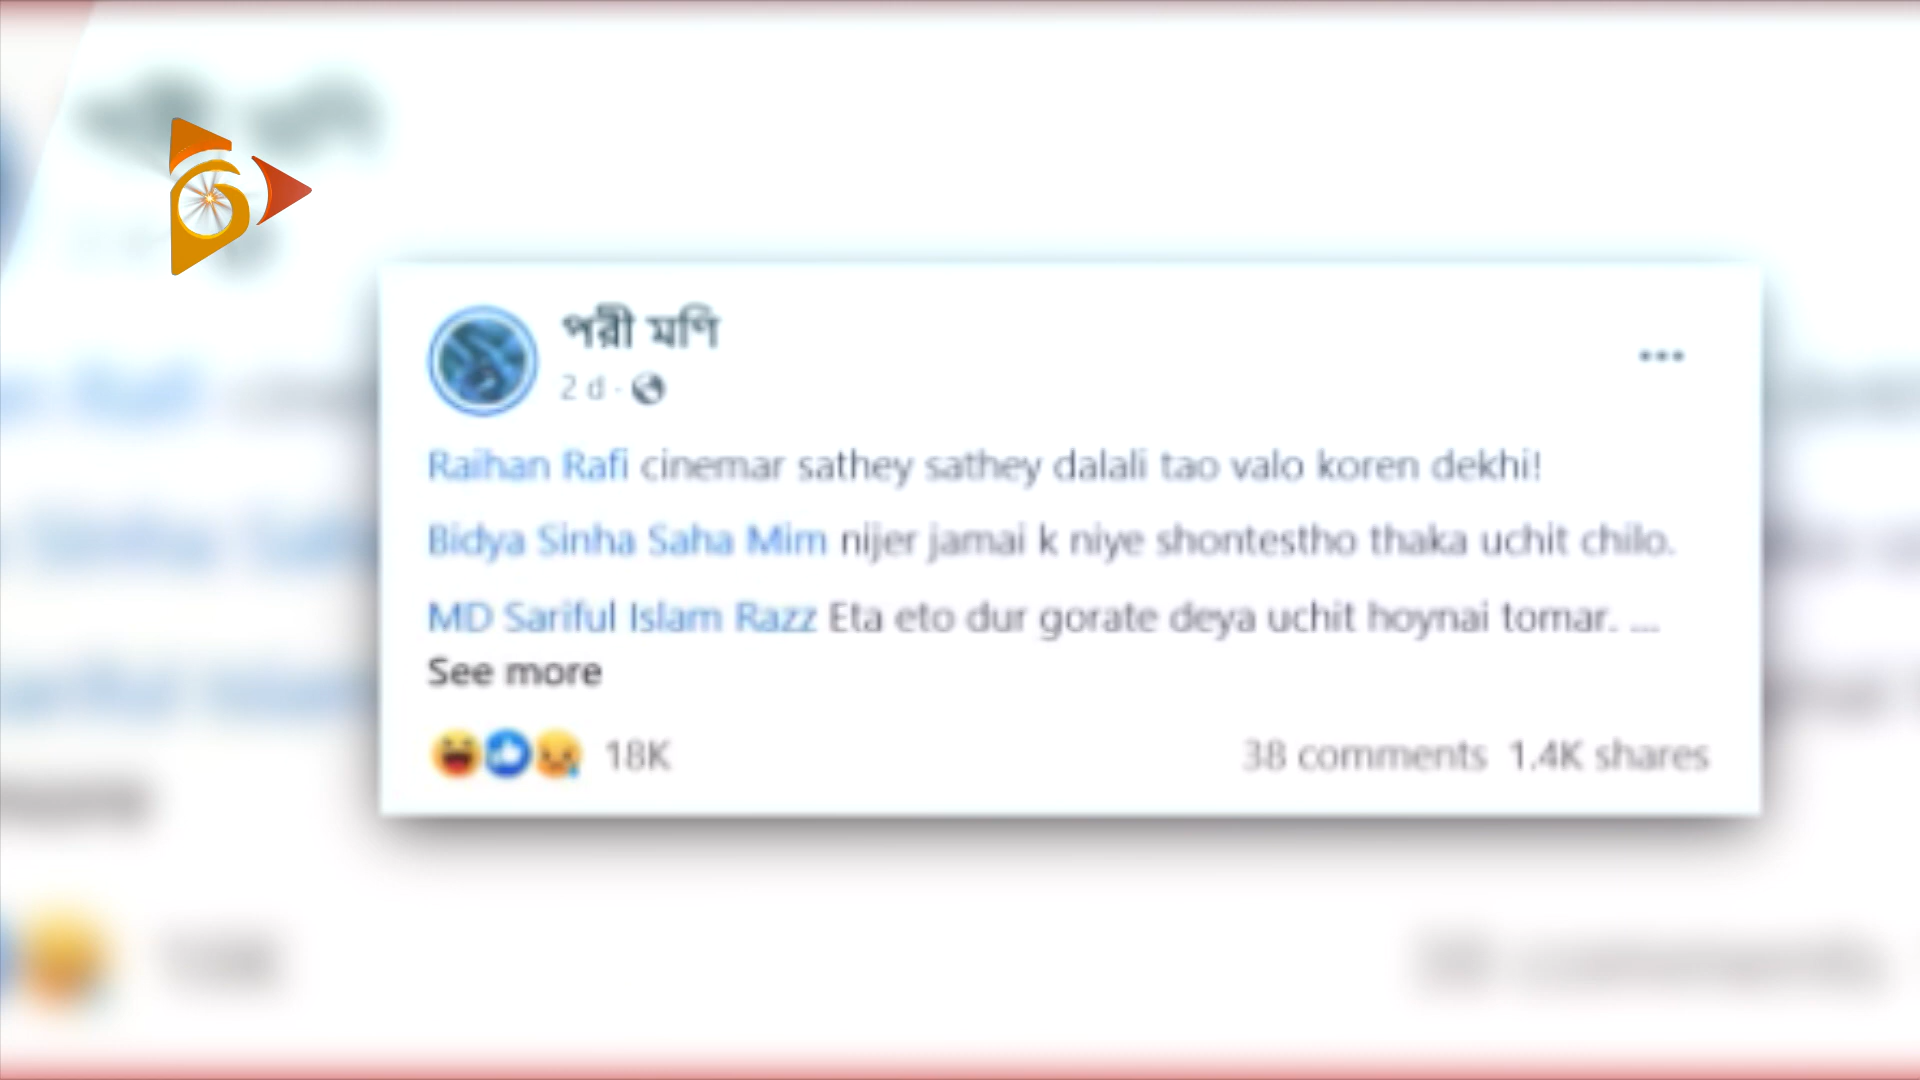 পরী মণি
2 d ·
Raihan Rafi cinemar sathey sathey dalali tao valo koren dekhi!
Bidya Sinha Saha Mim nijer jamai k niye shontestho thaka uchit chilo.
MD Sariful Islam Razz Eta eto dur gorate deya uchit hoynai tomar. ...
See more
18K
38 comments 1.4K shares